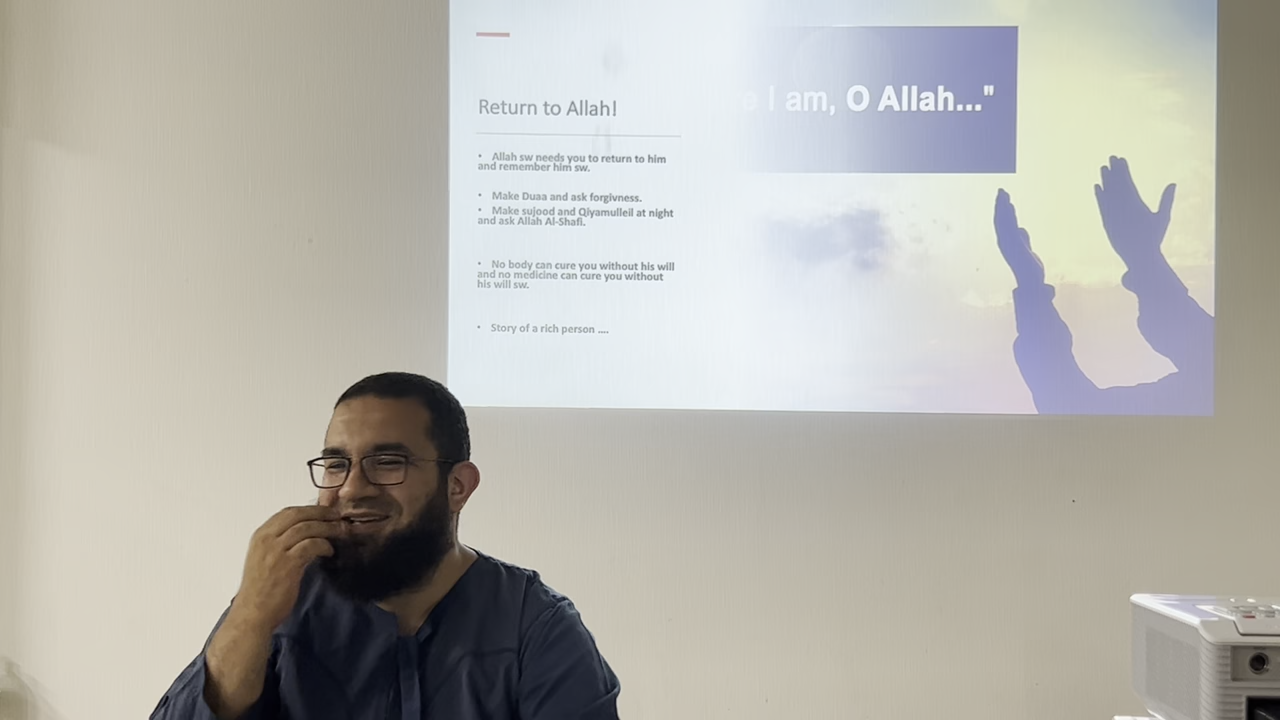 Return to Allah!
e I am, O Allah..."
• Allah sw needs you to return to him
and remember him sw.
• Make Duaa and ask forgivness.
• Make sujood and Qiyamulleil at night
and ask Allah Al-Shafi.
• No body can cure you without his will
and no medicine can cure you without
his will sw.
• Story of a rich person ....